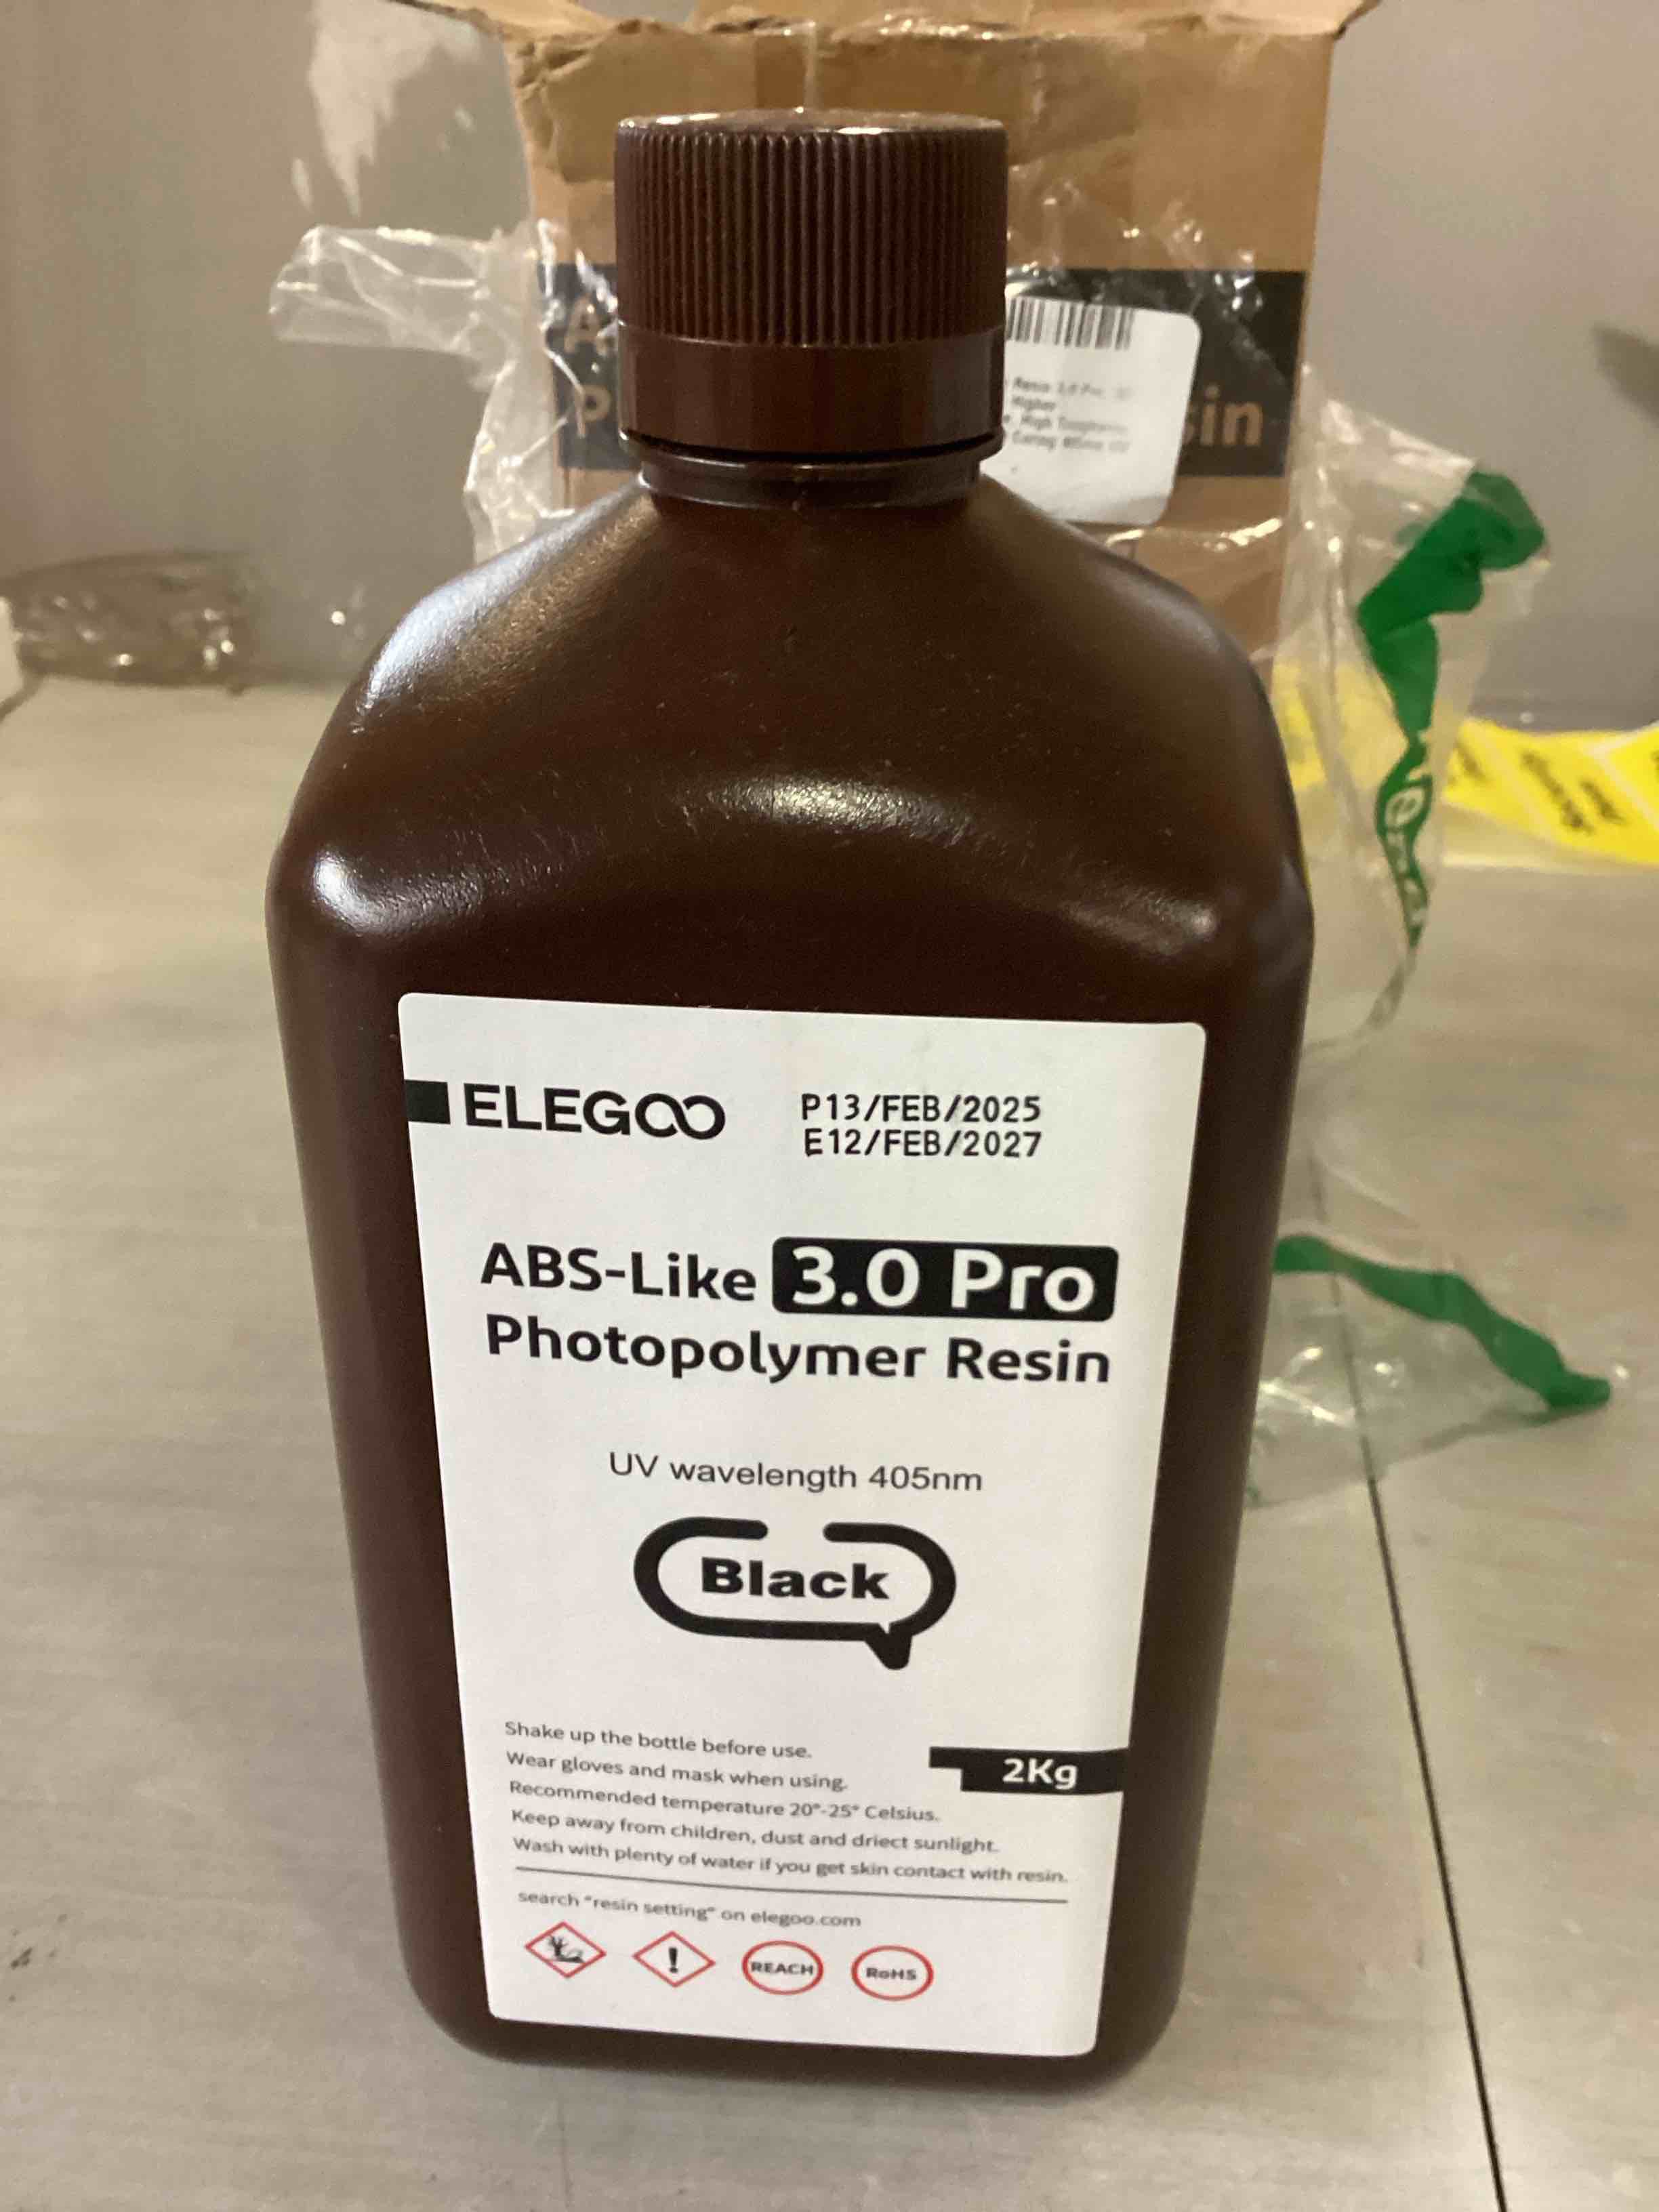 ELEGOO
P13/FEB/2025
E12/FEB/2027
ABS-Like 3.0 Pro
Photopolymer Resin
UV wavelength 405nm
Black
Shake up the bottle before use.
Wear gloves and mask when using.
Recommended temperature 20°-25° Celsius.
Keep away from children, dust and driect sunlight.
Wash with plenty of water if you get skin contact with resin.
2Kg
search "resin setting" on elegoo.com
!
REACH
RoHS